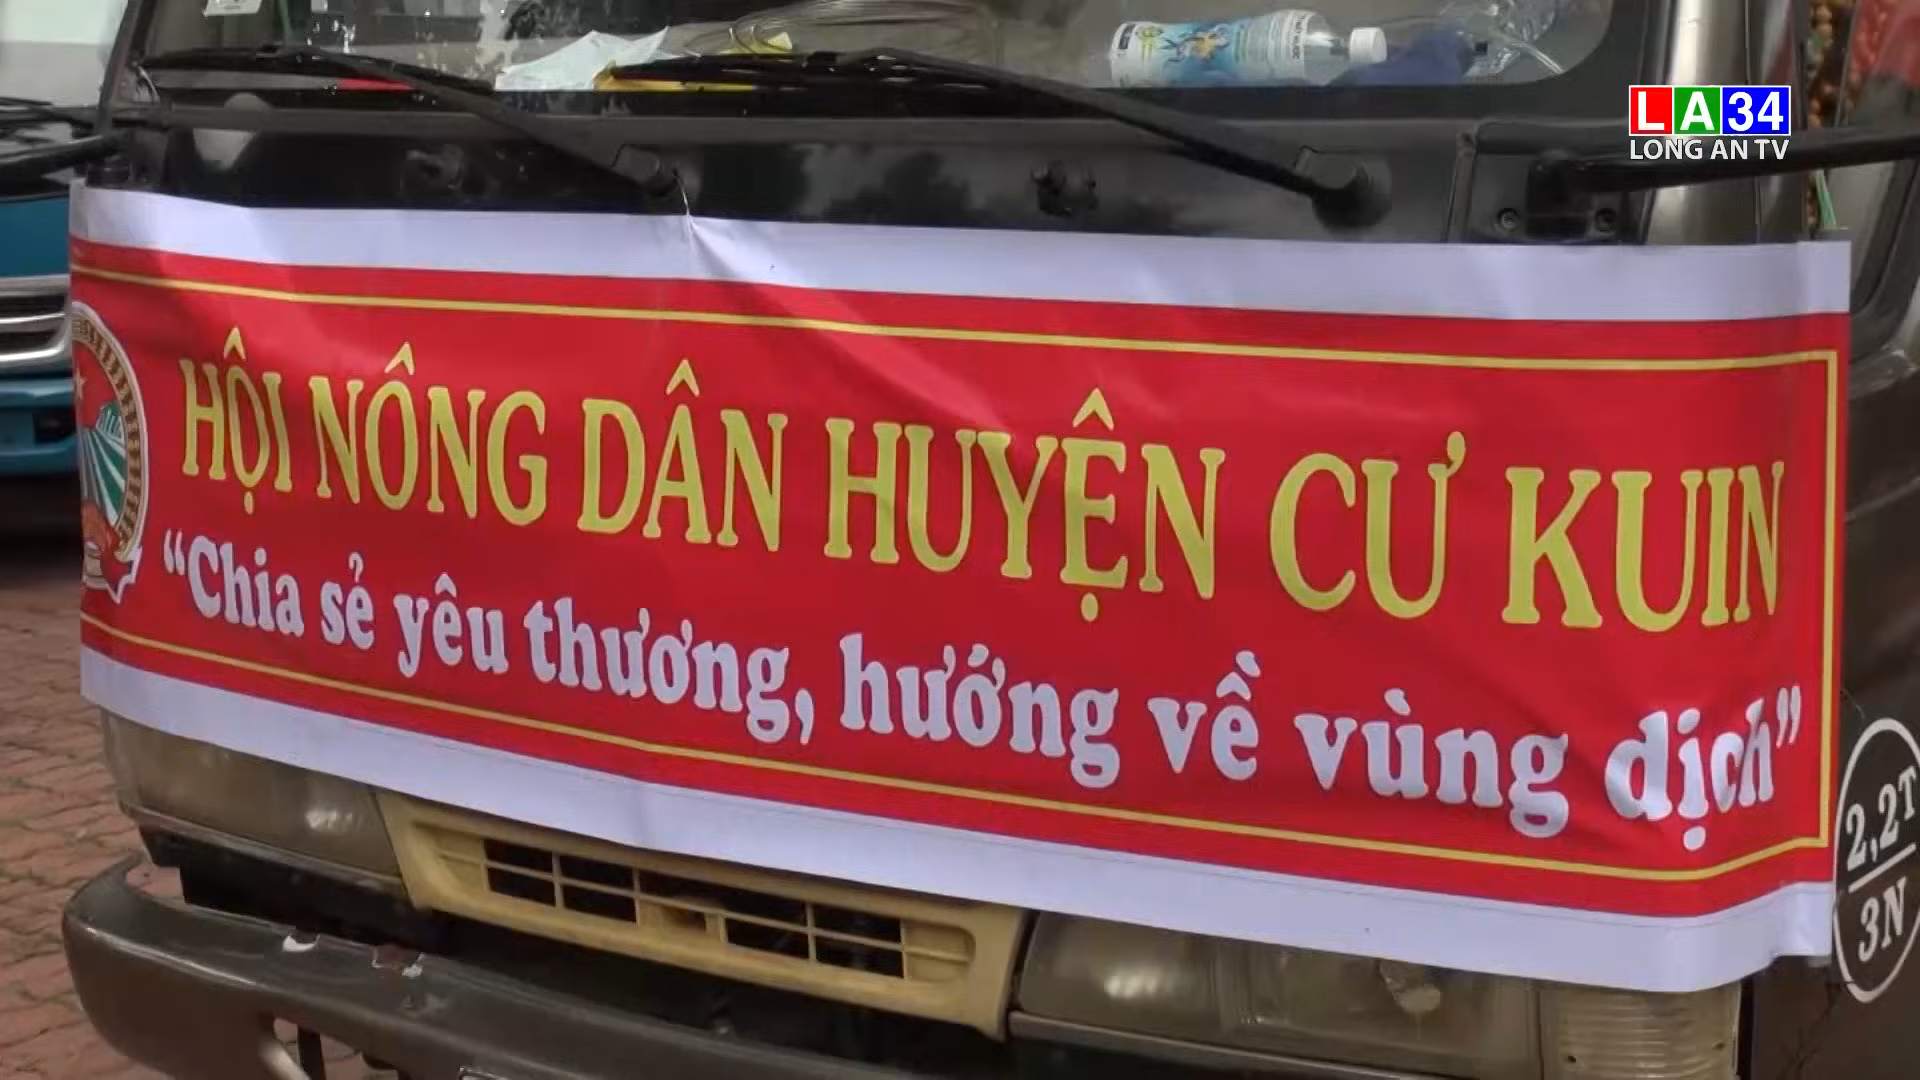 LA34
LONG AN TV
HỘI NÔNG DÂN HUYỆN CƯ KUIN
“Chia sẻ yêu thương, hướng về vùng dịch”
2,2T
3N